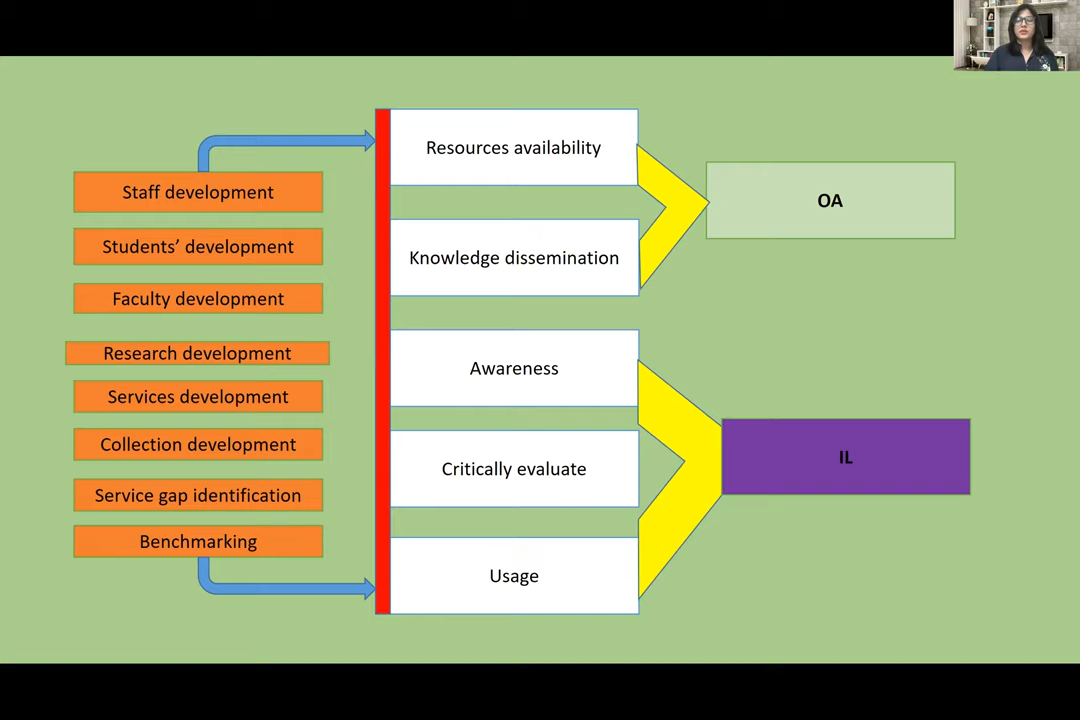 Staff development
Students’ development
Faculty development
Research development
Services development
Collection development
Service gap identification
Benchmarking
Resources availability
Knowledge dissemination
Awareness
Critically evaluate
Usage
OA
IL